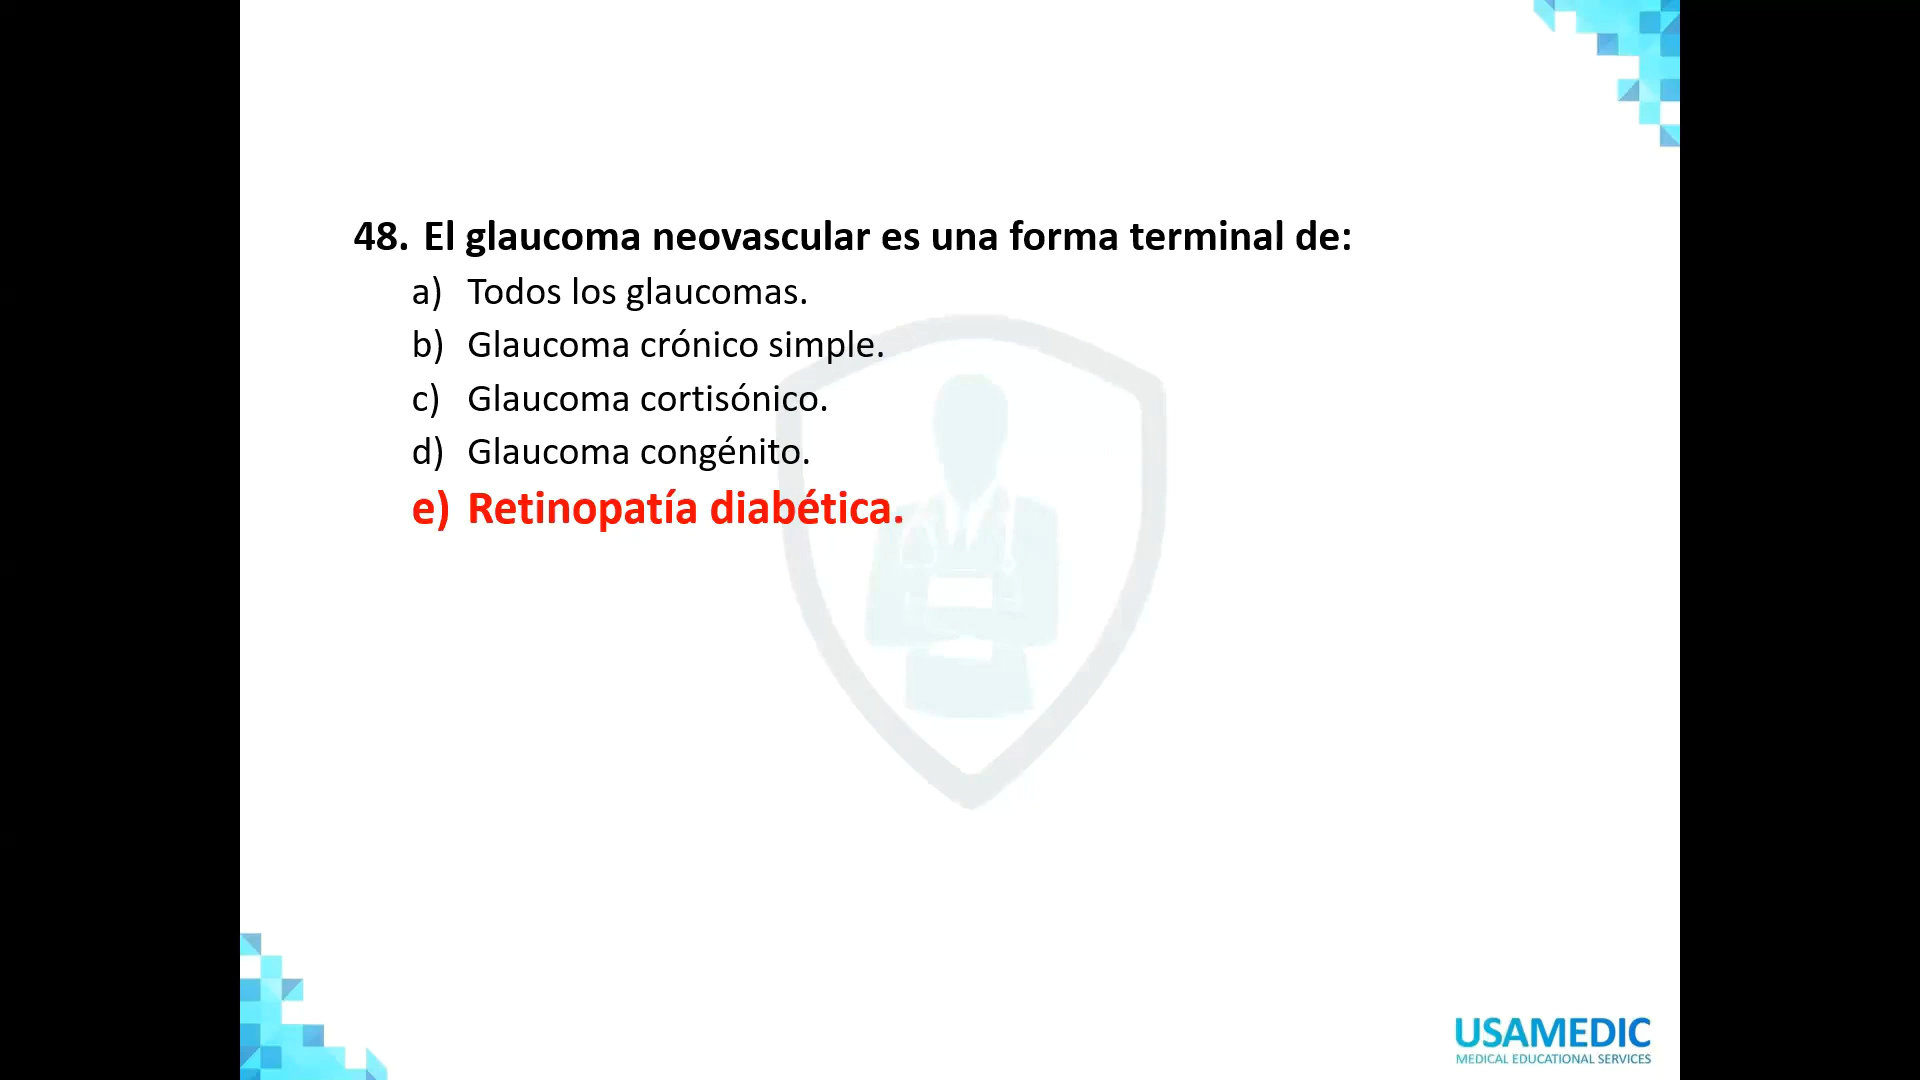 48. El glaucoma neovascular es una forma terminal de:
a) Todos los glaucomas.
b) Glaucoma crónico simple.
c) Glaucoma cortisónico.
d) Glaucoma congénito.
e) Retinopatía diabética.
USAMEDIC
MEDICAL EDUCATIONAL SERVICES